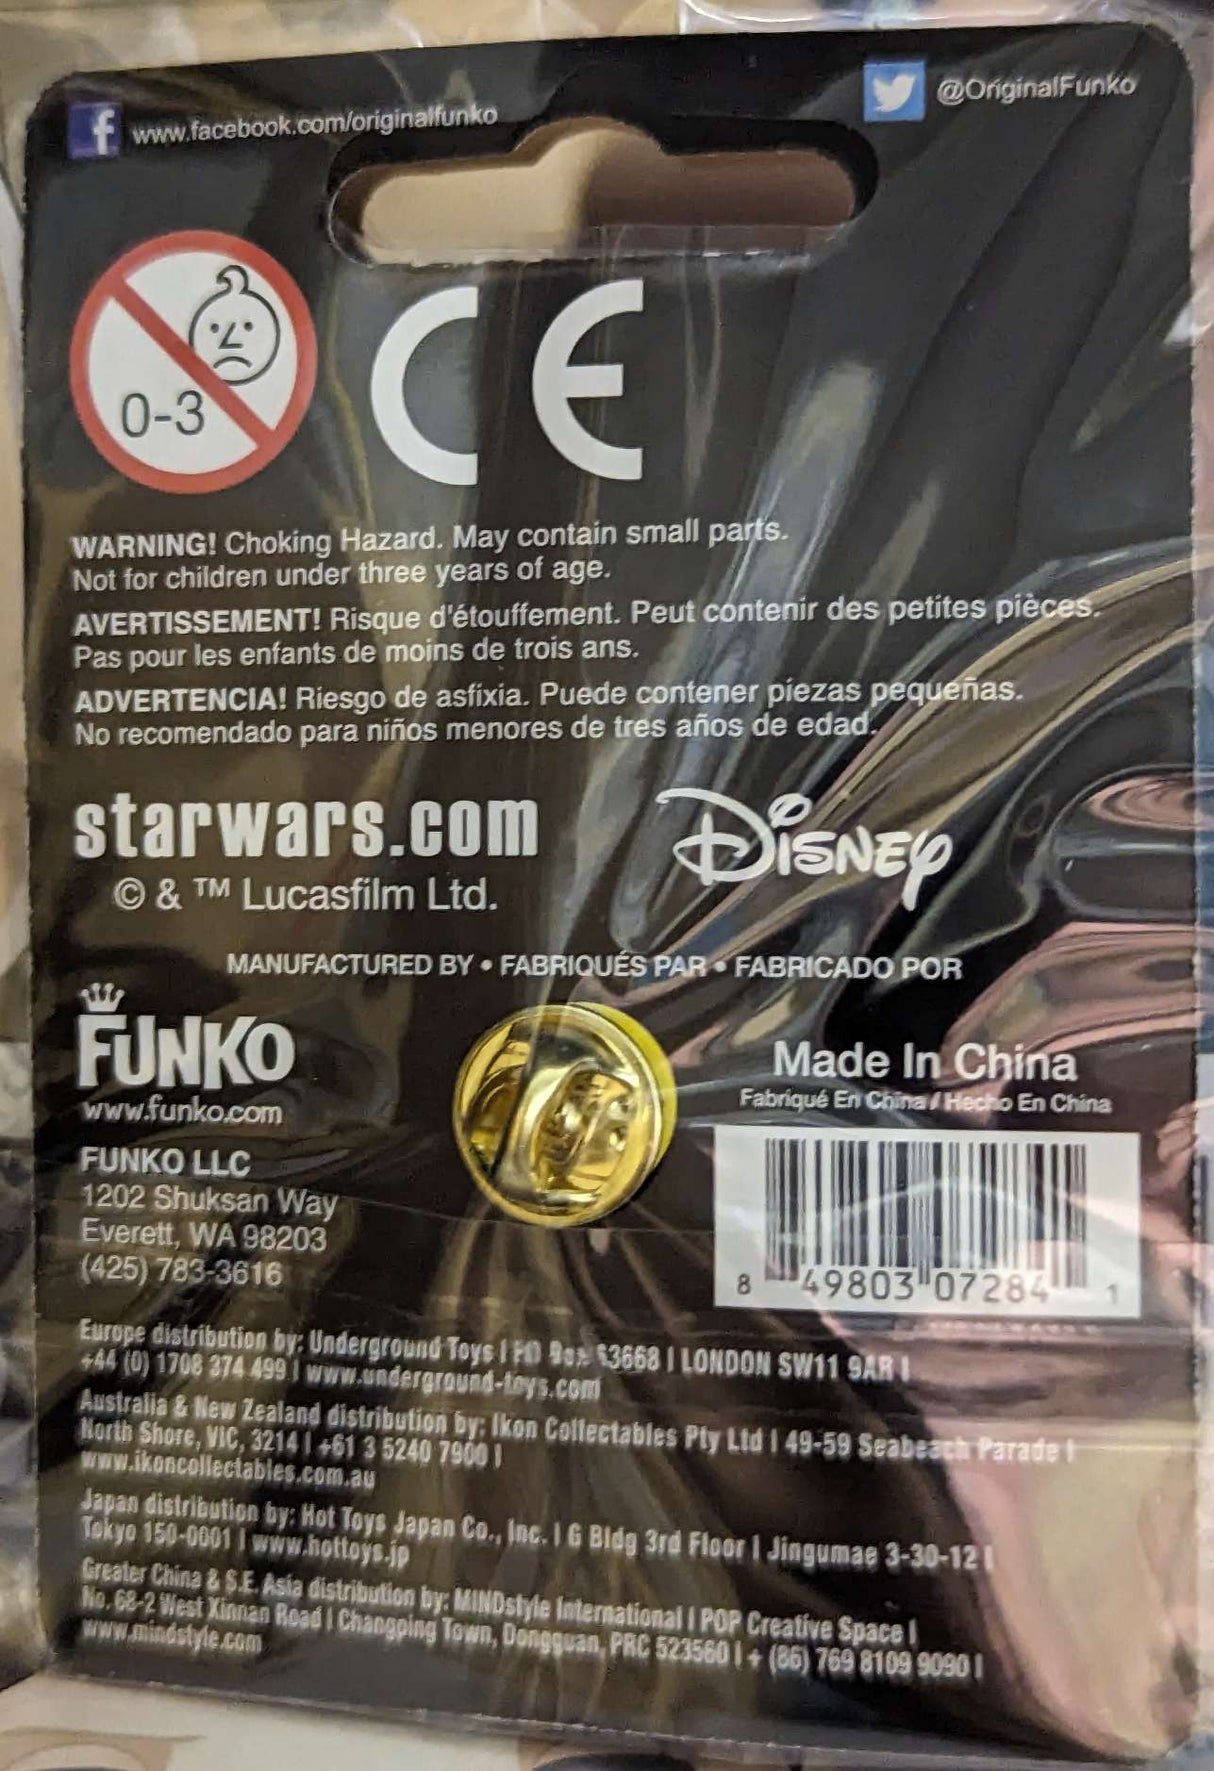 www.facebook.com/originalfunko
@OriginalFunko
0-3
CE
WARNING! Choking Hazard. May contain small parts.
Not for children under three years of age.
AVERTISSEMENT! Risque d'étouffement. Peut contenir des petites pièces.
Pas pour les enfants de moins de trois ans.
ADVERTENCIA! Riesgo de asfixia. Puede contener piezas pequeñas.
No recomendado para niños menores de tres años de edad.
starwars.com
© & ™ Lucasfilm Ltd.
DISNEY
MANUFACTURED BY • FABRIQUÉS PAR • FABRICADO POR
FUNKO
www.funko.com
FUNKO LLC
1202 Shuksan Way
Everett, WA 98203
(425) 783-3616
Made In China
Fabriqué En China / Hecho En China
8 49803 07284 1
Europe distribution by: Underground Toys | PO Box 63668 | LONDON SW11 9AR |
+44 (0) 1708 374 499 | www.underground-toys.com
Australia & New Zealand distribution by: Ikon Collectables Pty Ltd | 49-59 Seabeach Parade |
North Shore, VIC, 3214 | +61 3 5240 7900 |
www.ikoncollectables.com.au
Japan distribution by: Hot Toys Japan Co., Inc. | G Bldg 3rd Floor | Jingumae 3-30-12 |
Tokyo 150-0001 | www.hottoys.jp
Greater China & S.E. Asia distribution by: MINDstyle International | POP Creative Space |
No. 68-2 West Xinnan Road | Changping Town, Dongguan, PRC 523560 | + (86) 769 8109 9090 |
www.mindstyle.com